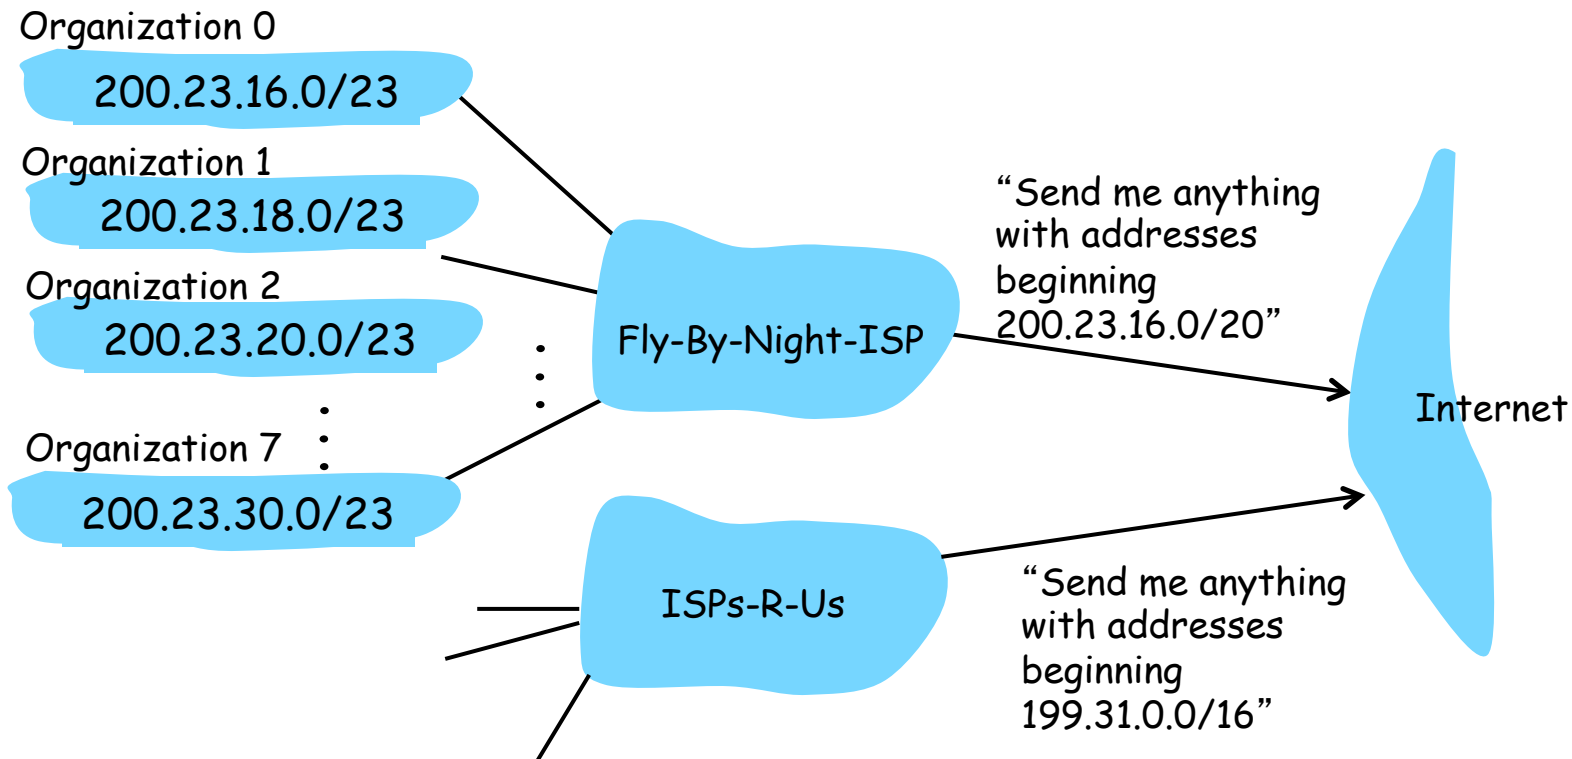 Organization 0
200.23.16.0/23
Organization 1
200.23.18.0/23
Organization 2
200.23.20.0/23
Organization 7
200.23.30.0/23
Fly-By-Night-ISP
“Send me anything
with addresses
beginning
200.23.16.0/20”
Internet
ISPs-R-Us
“Send me anything
with addresses
beginning
199.31.0.0/16”